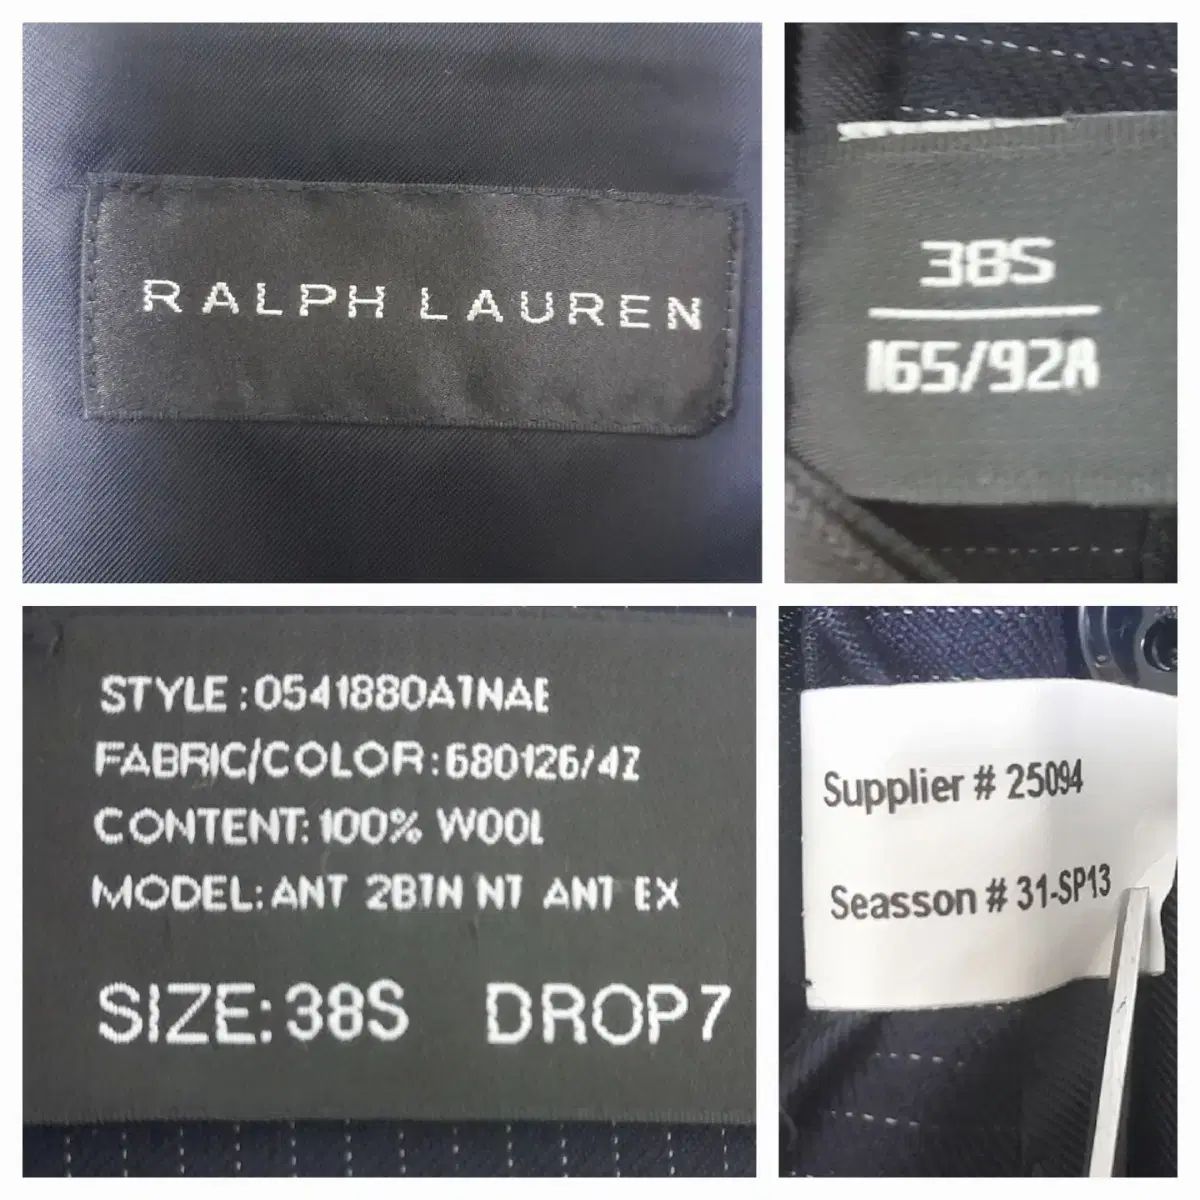 RALPH LAUREN
38S
165/92A
STYLE:0541880ATNAE
FABRIC/COLOR:680126/4Z
CONTENT:100% WOOL
MODEL:ANT 2BTN NT ANT EX
SIZE:38S DROP7
Supplier # 25094
Seasson # 31-SP13